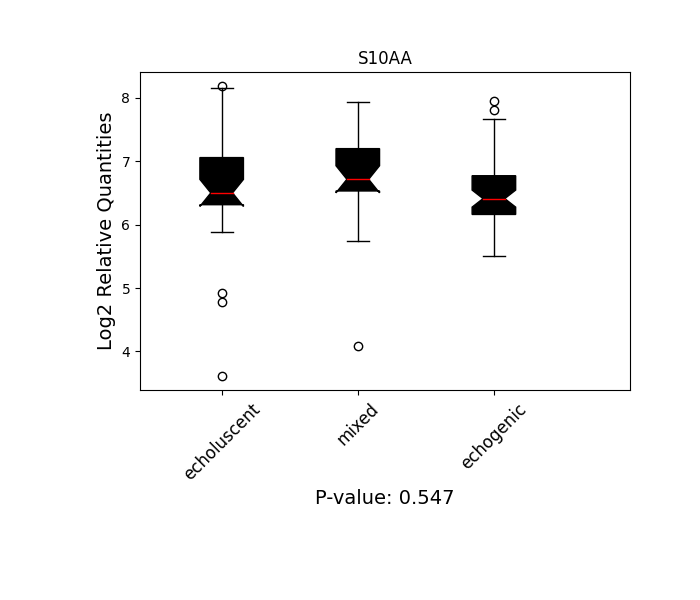 S10AA
Log2 Relative Quantities
8
7
6
5
4
echoluscent
mixed
echogenic
P-value: 0.547